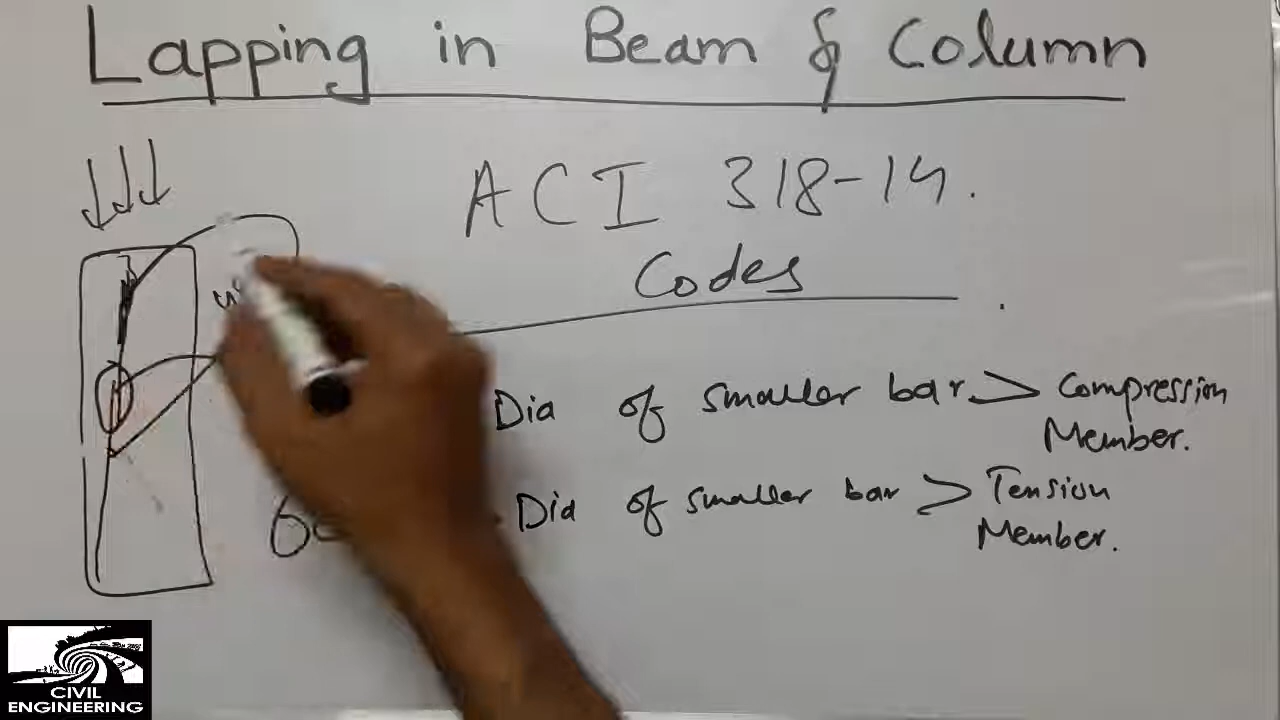 Lapping in Beam & Column
ACI 318-14.
Codes
Dia of smaller bar > Compression
Member.
Dia of smaller bar > Tension
Member.
CIVIL
ENGINEERING